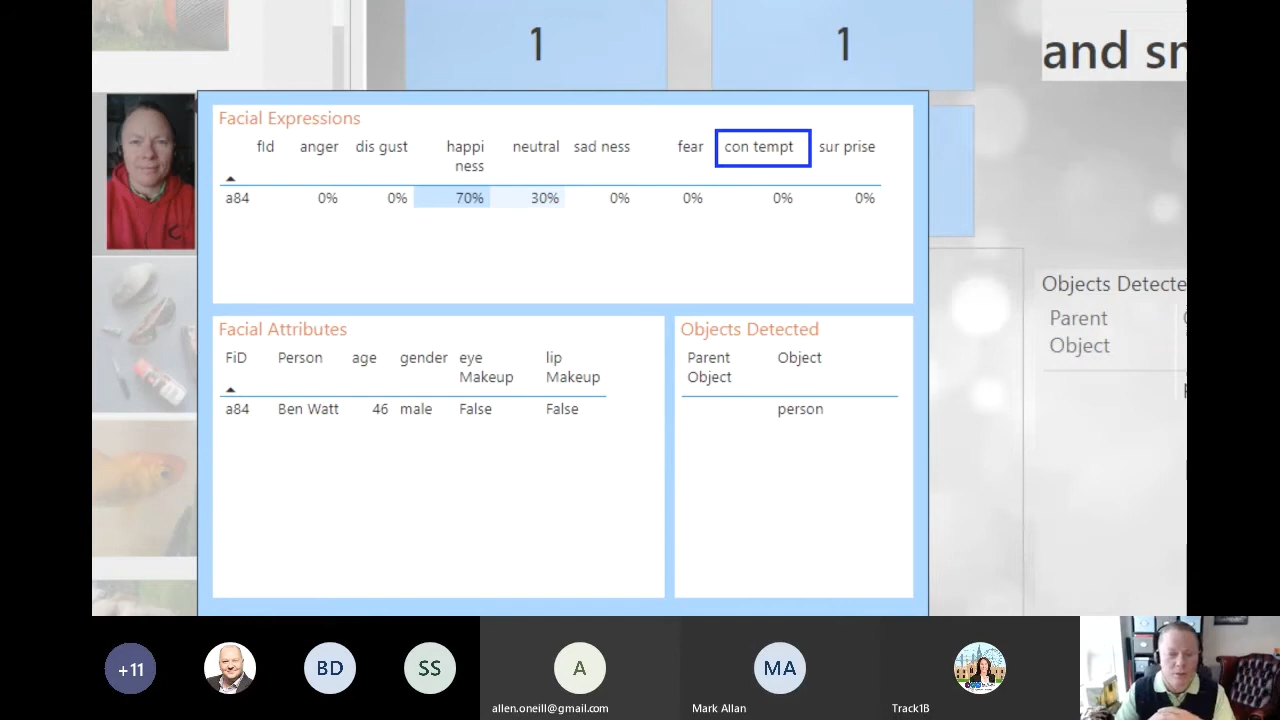 1 1
and sn
Facial Expressions
fId anger dis gust happi neutral sad ness fear con tempt sur prise
ness
a84 0% 0% 70% 30% 0% 0% 0% 0%
Facial Attributes
FiD Person age gender eye lip
Makeup Makeup
a84 Ben Watt 46 male False False
Objects Detected
Parent Object
Object
person
Objects Detecte
Parent
Object
+11 BD SS A MA
allen.oneill@gmail.com Mark Allan Track1B